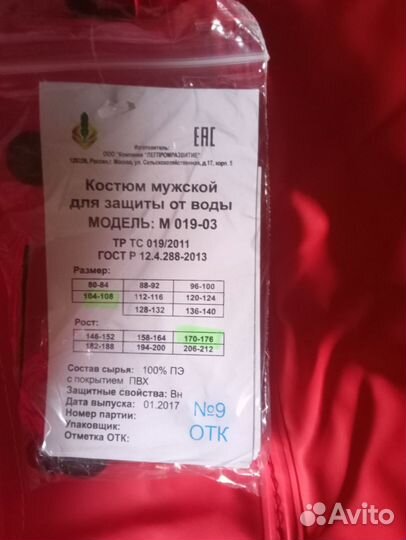 EAC
Изготовитель:
ООО "Компания "ЛЕГПРОМРАЗВИТИЕ"
129226, Россия, г. Москва, ул. Сельскохозяйственная, д.17, корп. 5
Костюм мужской
для защиты от воды
МОДЕЛЬ: М 019-03
ТР ТС 019/2011
ГОСТ Р 12.4.288-2013
Размер:
80-84 88-92 96-100
104-108 112-116 120-124
128-132 136-140
Рост:
146-152 158-164 170-176
182-188 194-200 206-212
Состав сырья: 100% ПЭ
с покрытием ПВХ
Защитные свойства: Вн
Дата выпуска: 01.2017
Номер партии:
Упаковщик:
Отметка ОТК:
№9
ОТК
Avito